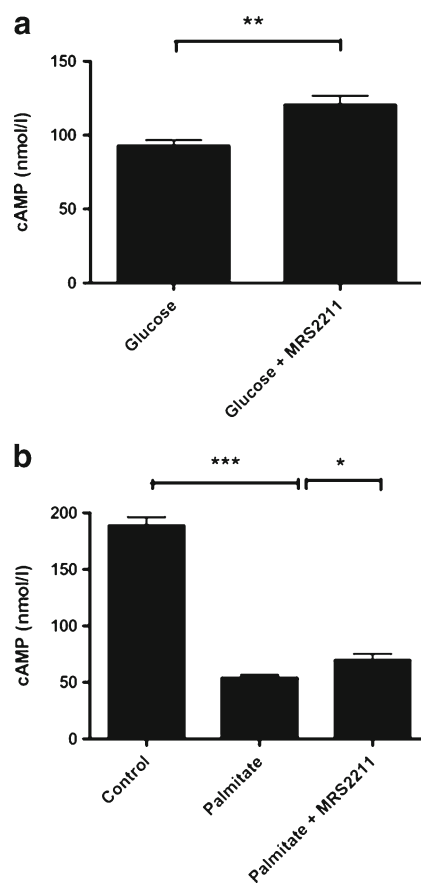 a
**
150
100
50
0
cAMP (nmol/l)
Glucose
Glucose + MRS2211
b
***
*
200
150
100
50
0
cAMP (nmol/l)
Control
Palmitate
Palmitate + MRS2211